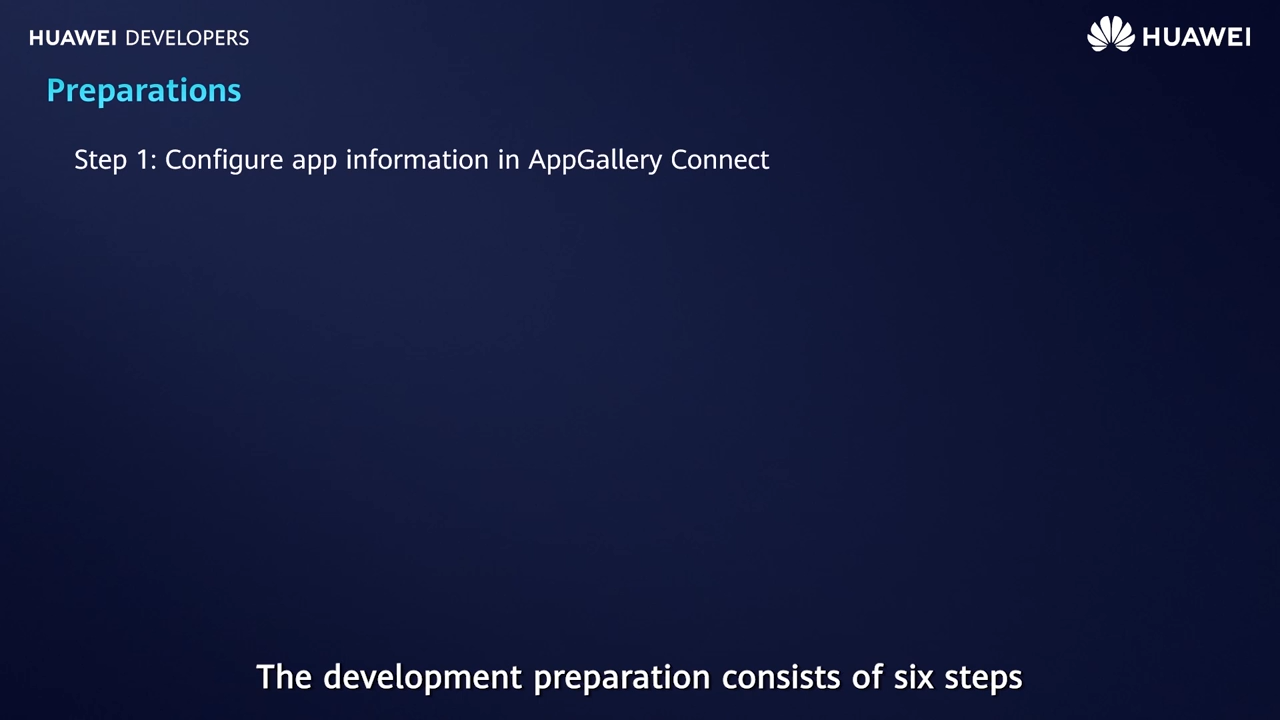 HUAWEI DEVELOPERS
HUAWEI
Preparations
Step 1: Configure app information in AppGallery Connect
The development preparation consists of six steps